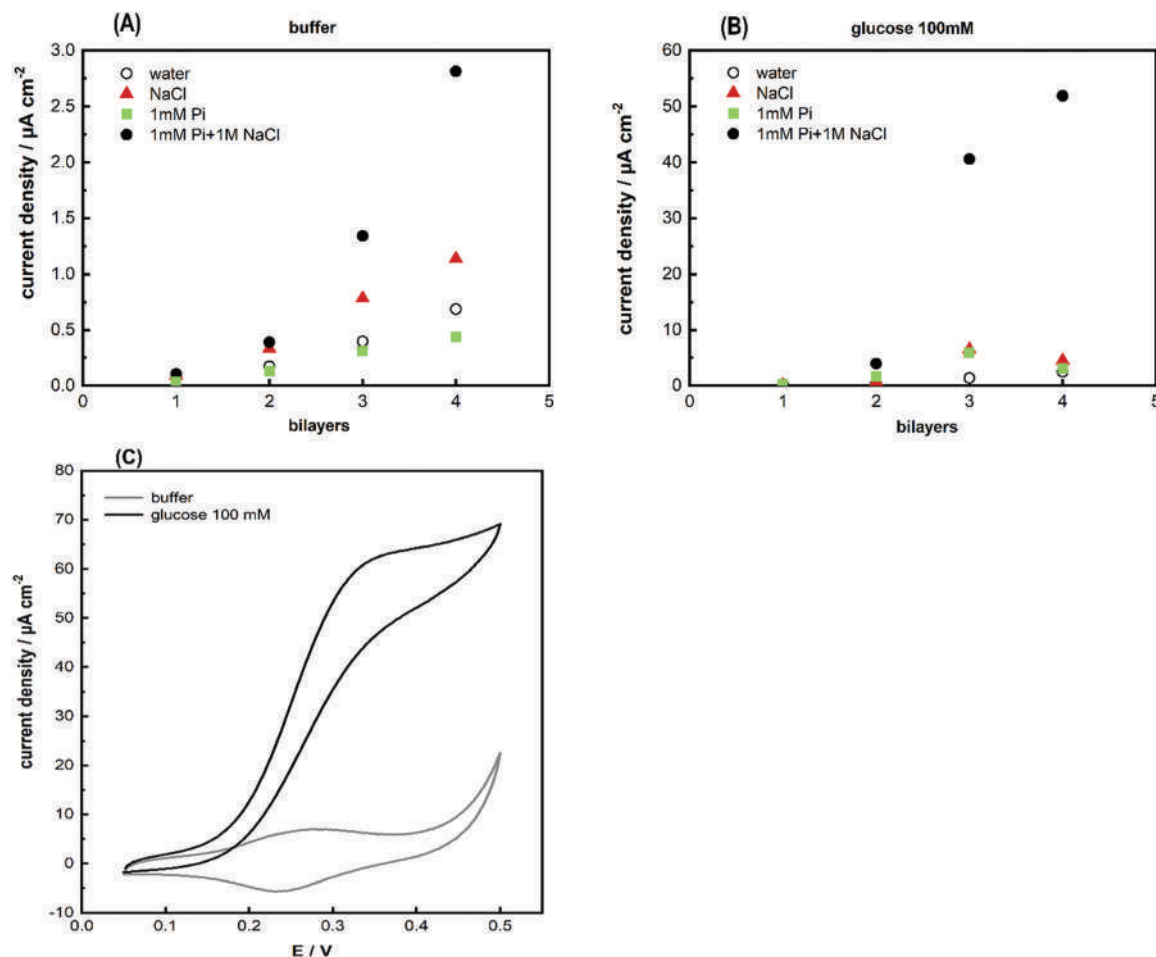 (A)
buffer
water
NaCl
1mM Pi
1mM Pi+1M NaCl
current density / µA cm-2
3.0
2.5
2.0
1.5
1.0
0.5
0.0
0 1 2 3 4 5
bilayers
(B)
glucose 100mM
water
NaCl
1mM Pi
1mM Pi+1M NaCl
current density / µA cm-2
60
50
40
30
20
10
0
0 1 2 3 4 5
bilayers
(C)
buffer
glucose 100 mM
current density / µA cm-2
80
70
60
50
40
30
20
10
0
-10
0.0 0.1 0.2 0.3 0.4 0.5
E / V